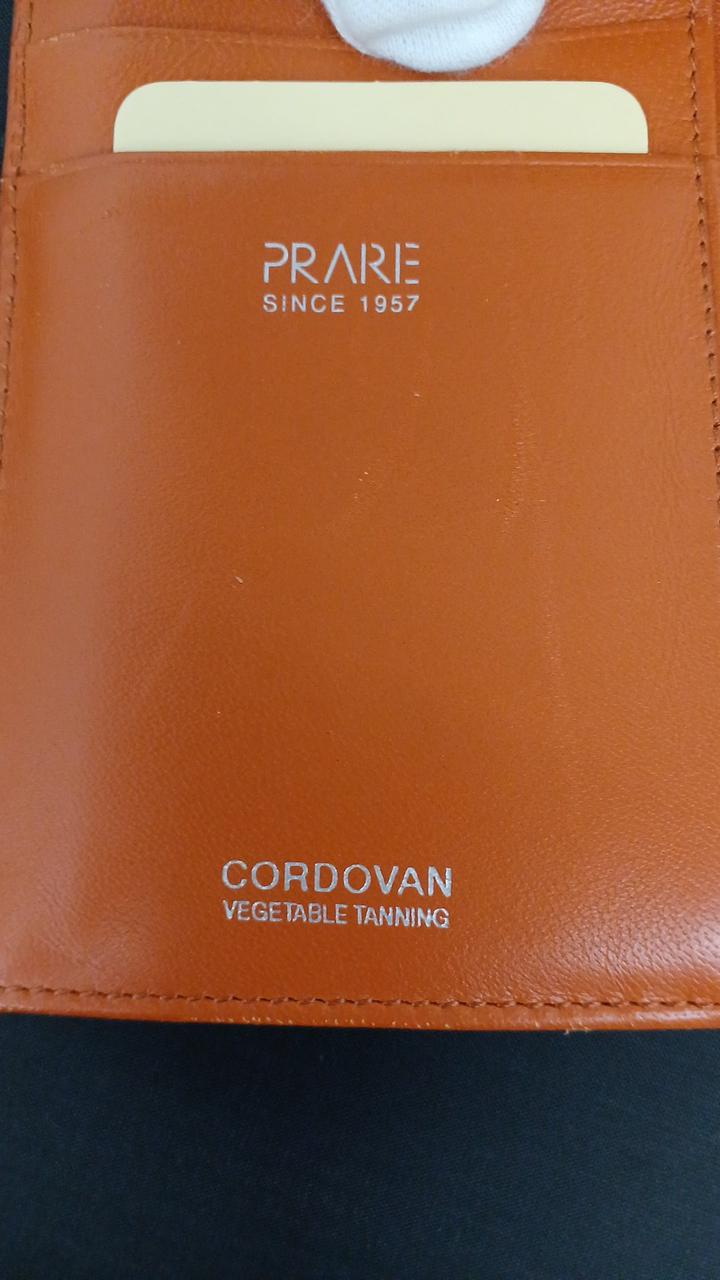 PRARE
SINCE 1957
CORDOVAN
VEGETABLE TANNING